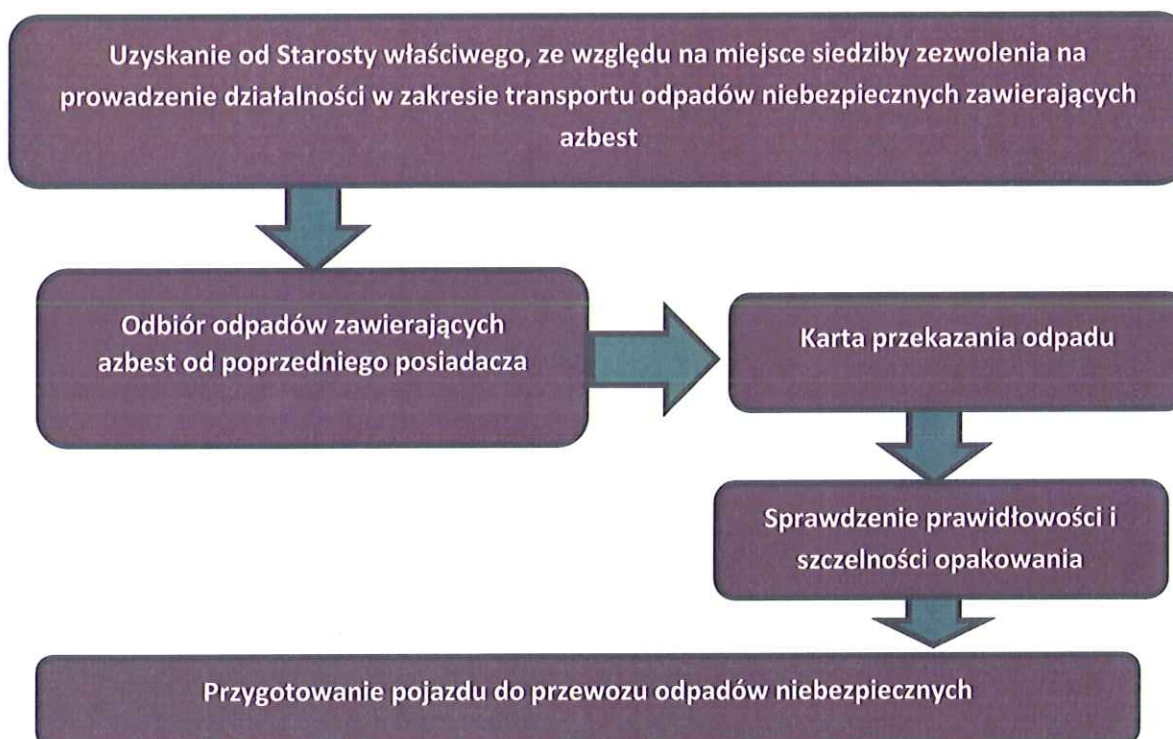 Uzyskanie od Starosty właściwego, ze względu na miejsce siedziby zezwolenia na
prowadzenie działalności w zakresie transportu odpadów niebezpiecznych zawierających
azbest
Odbiór odpadów zawierających
azbest od poprzedniego posiadacza
Karta przekazania odpadu
Sprawdzenie prawidłowości i
szczelności opakowania
Przygotowanie pojazdu do przewozu odpadów niebezpiecznych